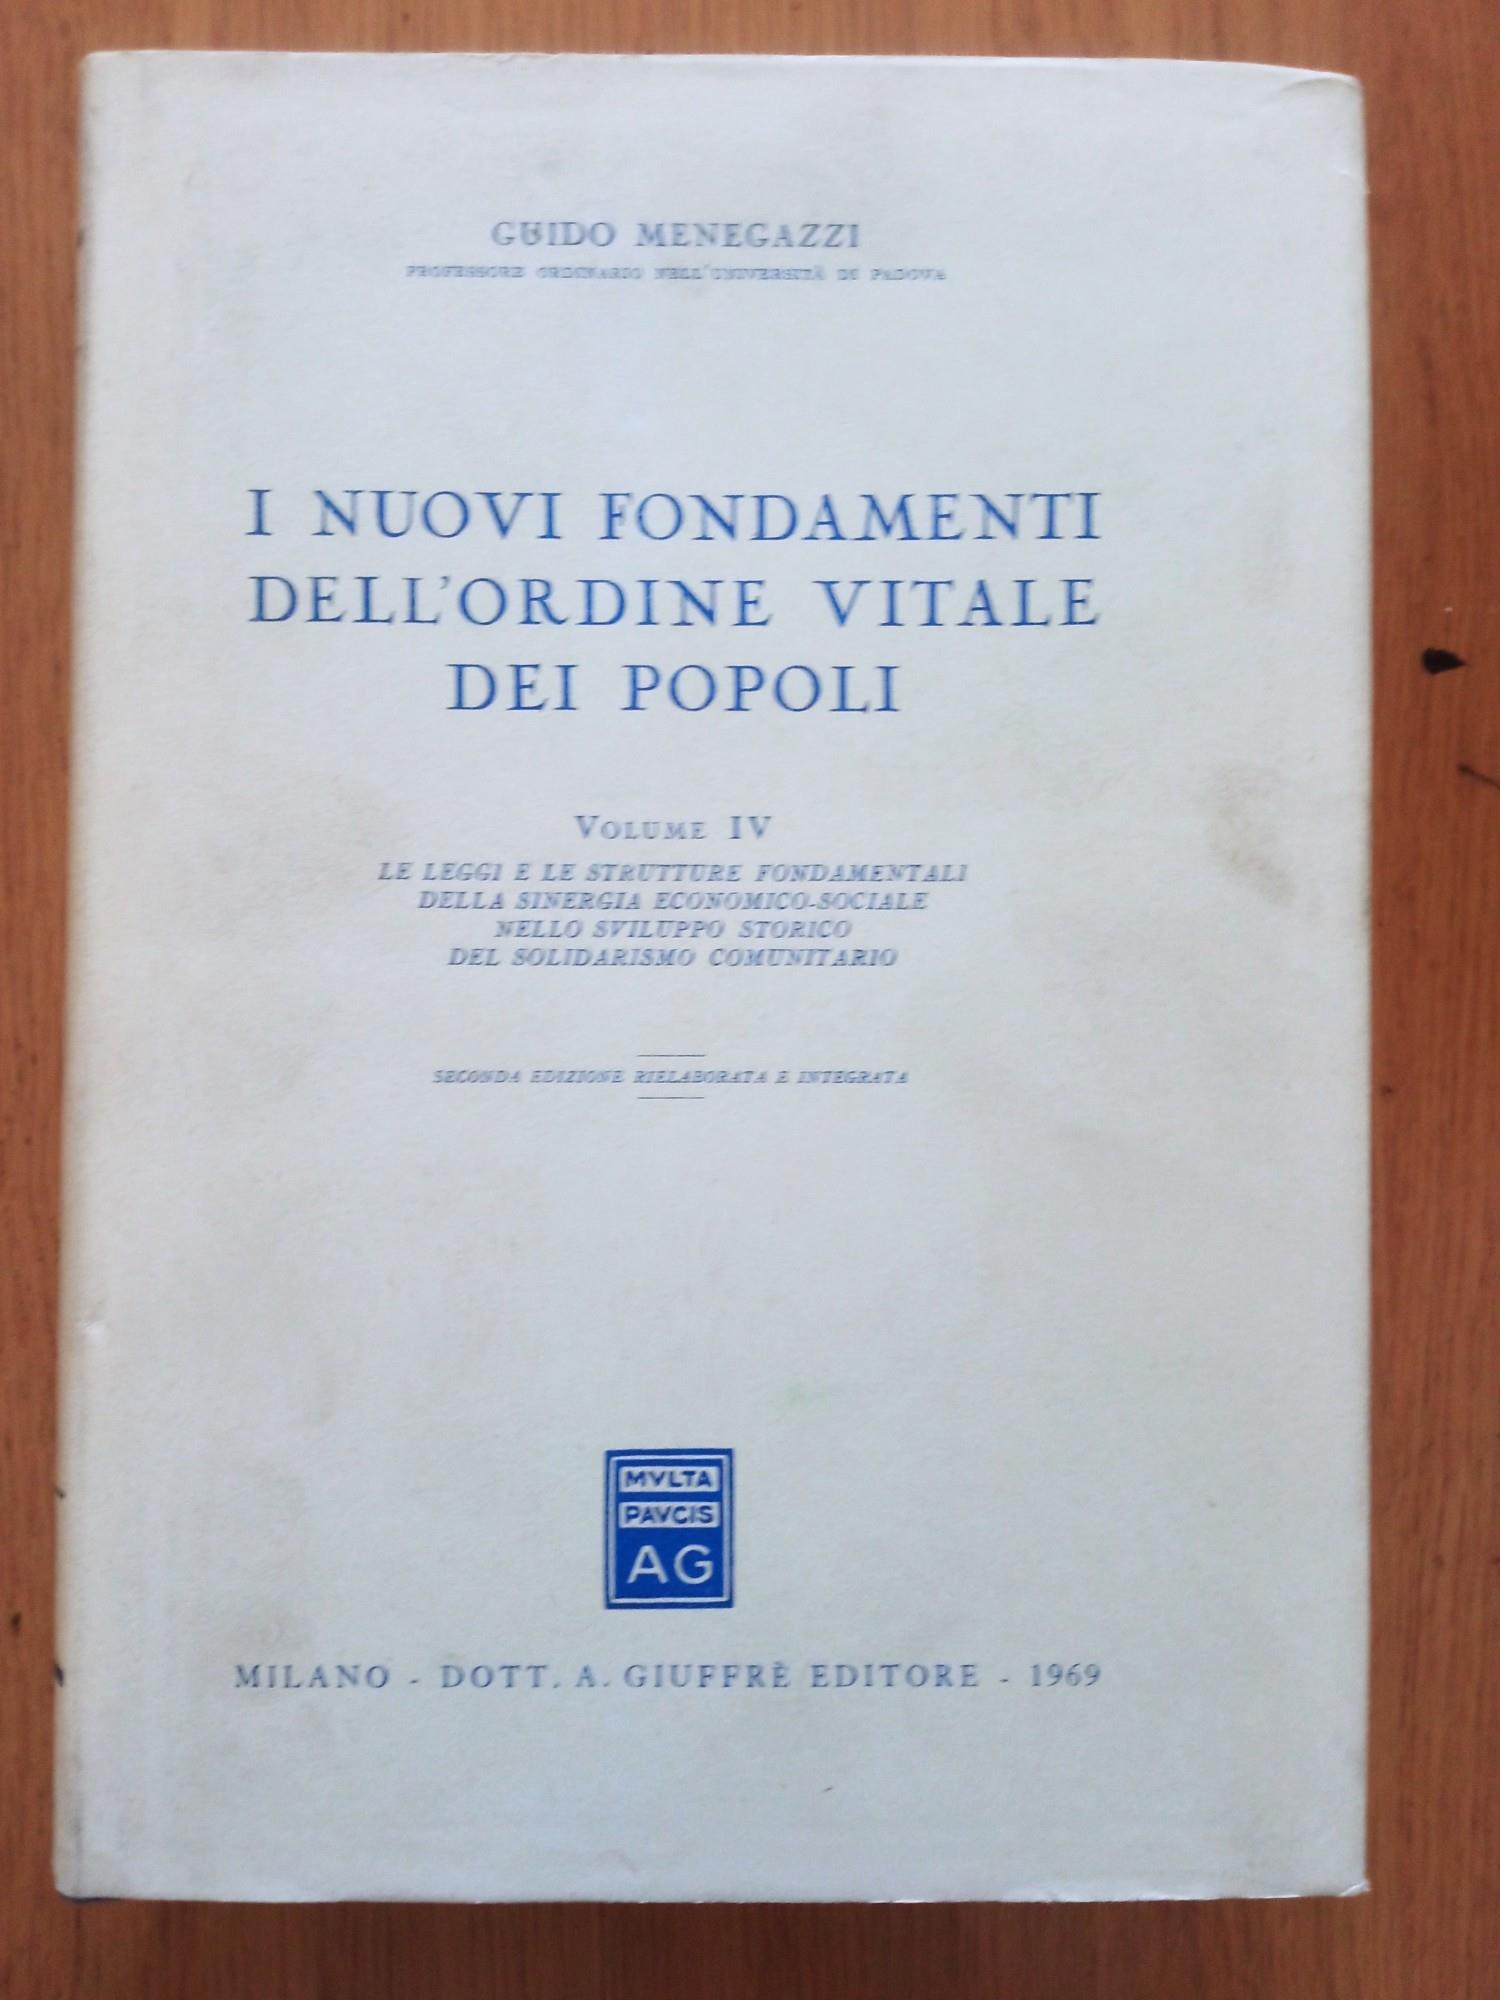 GUIDO MENEGAZZI
PROFESSORE ORDINARIO NELL'UNIVERSITÀ DI PADOVA
I NUOVI FONDAMENTI
DELL'ORDINE VITALE
DEI POPOLI
VOLUME IV
LE LEGGI E LE STRUTTURE FONDAMENTALI
DELLA SINERGIA ECONOMICO-SOCIALE
NELLO SVILUPPO STORICO
DEL SOLIDARISMO COMUNITARIO
SECONDA EDIZIONE RIELABORATA E INTEGRATA
MVLTA
PAVCIS
AG
MILANO - DOTT. A. GIUFFRÈ EDITORE - 1969